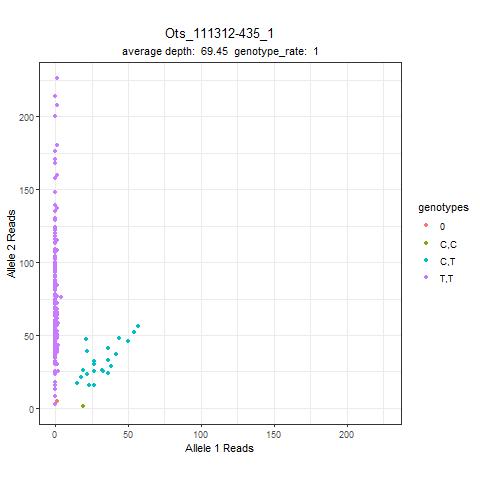 Ots_111312-435_1
average depth: 69.45 genotype_rate: 1
Allele 2 Reads
200
150
100
50
0
0 50 100 150 200
Allele 1 Reads
genotypes
0
C,C
C,T
T,T